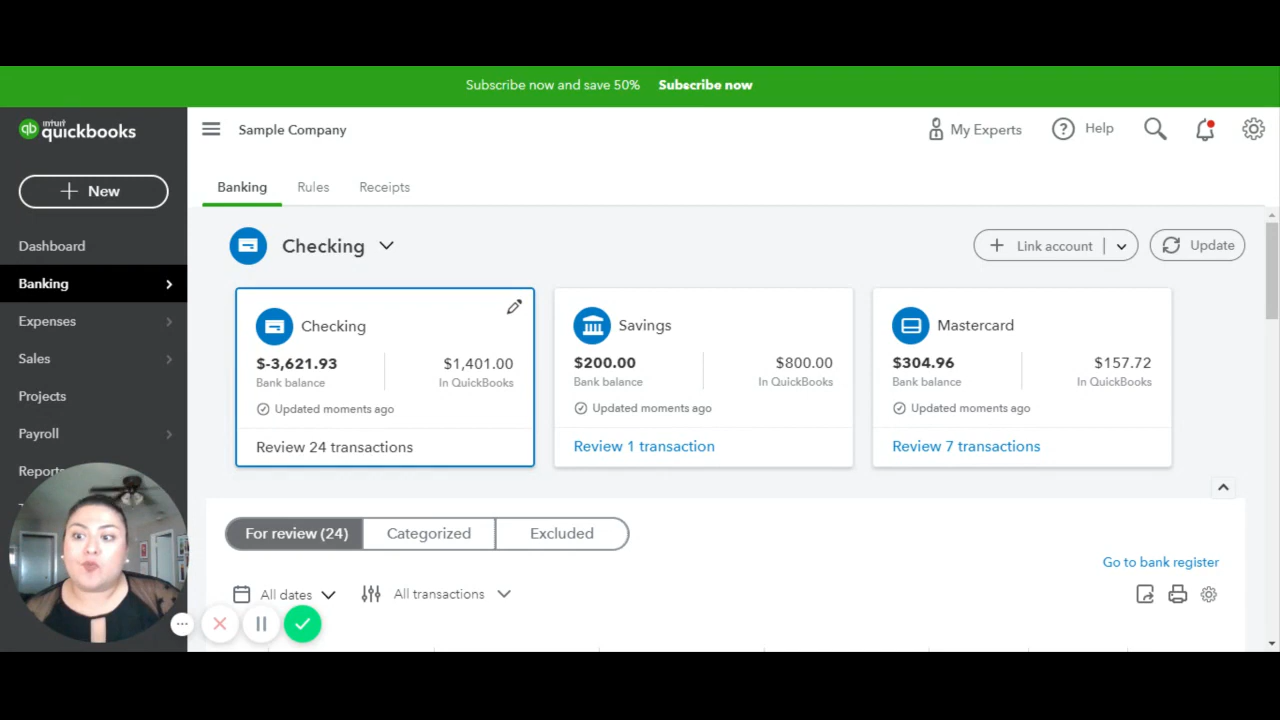 Subscribe now and save 50% Subscribe now
intuit
quickbooks
Sample Company
My Experts
Help
New
Banking Rules Receipts
Dashboard
Banking
Expenses
Sales
Projects
Payroll
Reports
Checking
Link account
Update
Checking
$-3,621.93 $1,401.00
Bank balance In QuickBooks
Updated moments ago
Review 24 transactions
Savings
$200.00 $800.00
Bank balance In QuickBooks
Updated moments ago
Review 1 transaction
Mastercard
$304.96 $157.72
Bank balance In QuickBooks
Updated moments ago
Review 7 transactions
For review (24) Categorized Excluded
Go to bank register
All dates All transactions